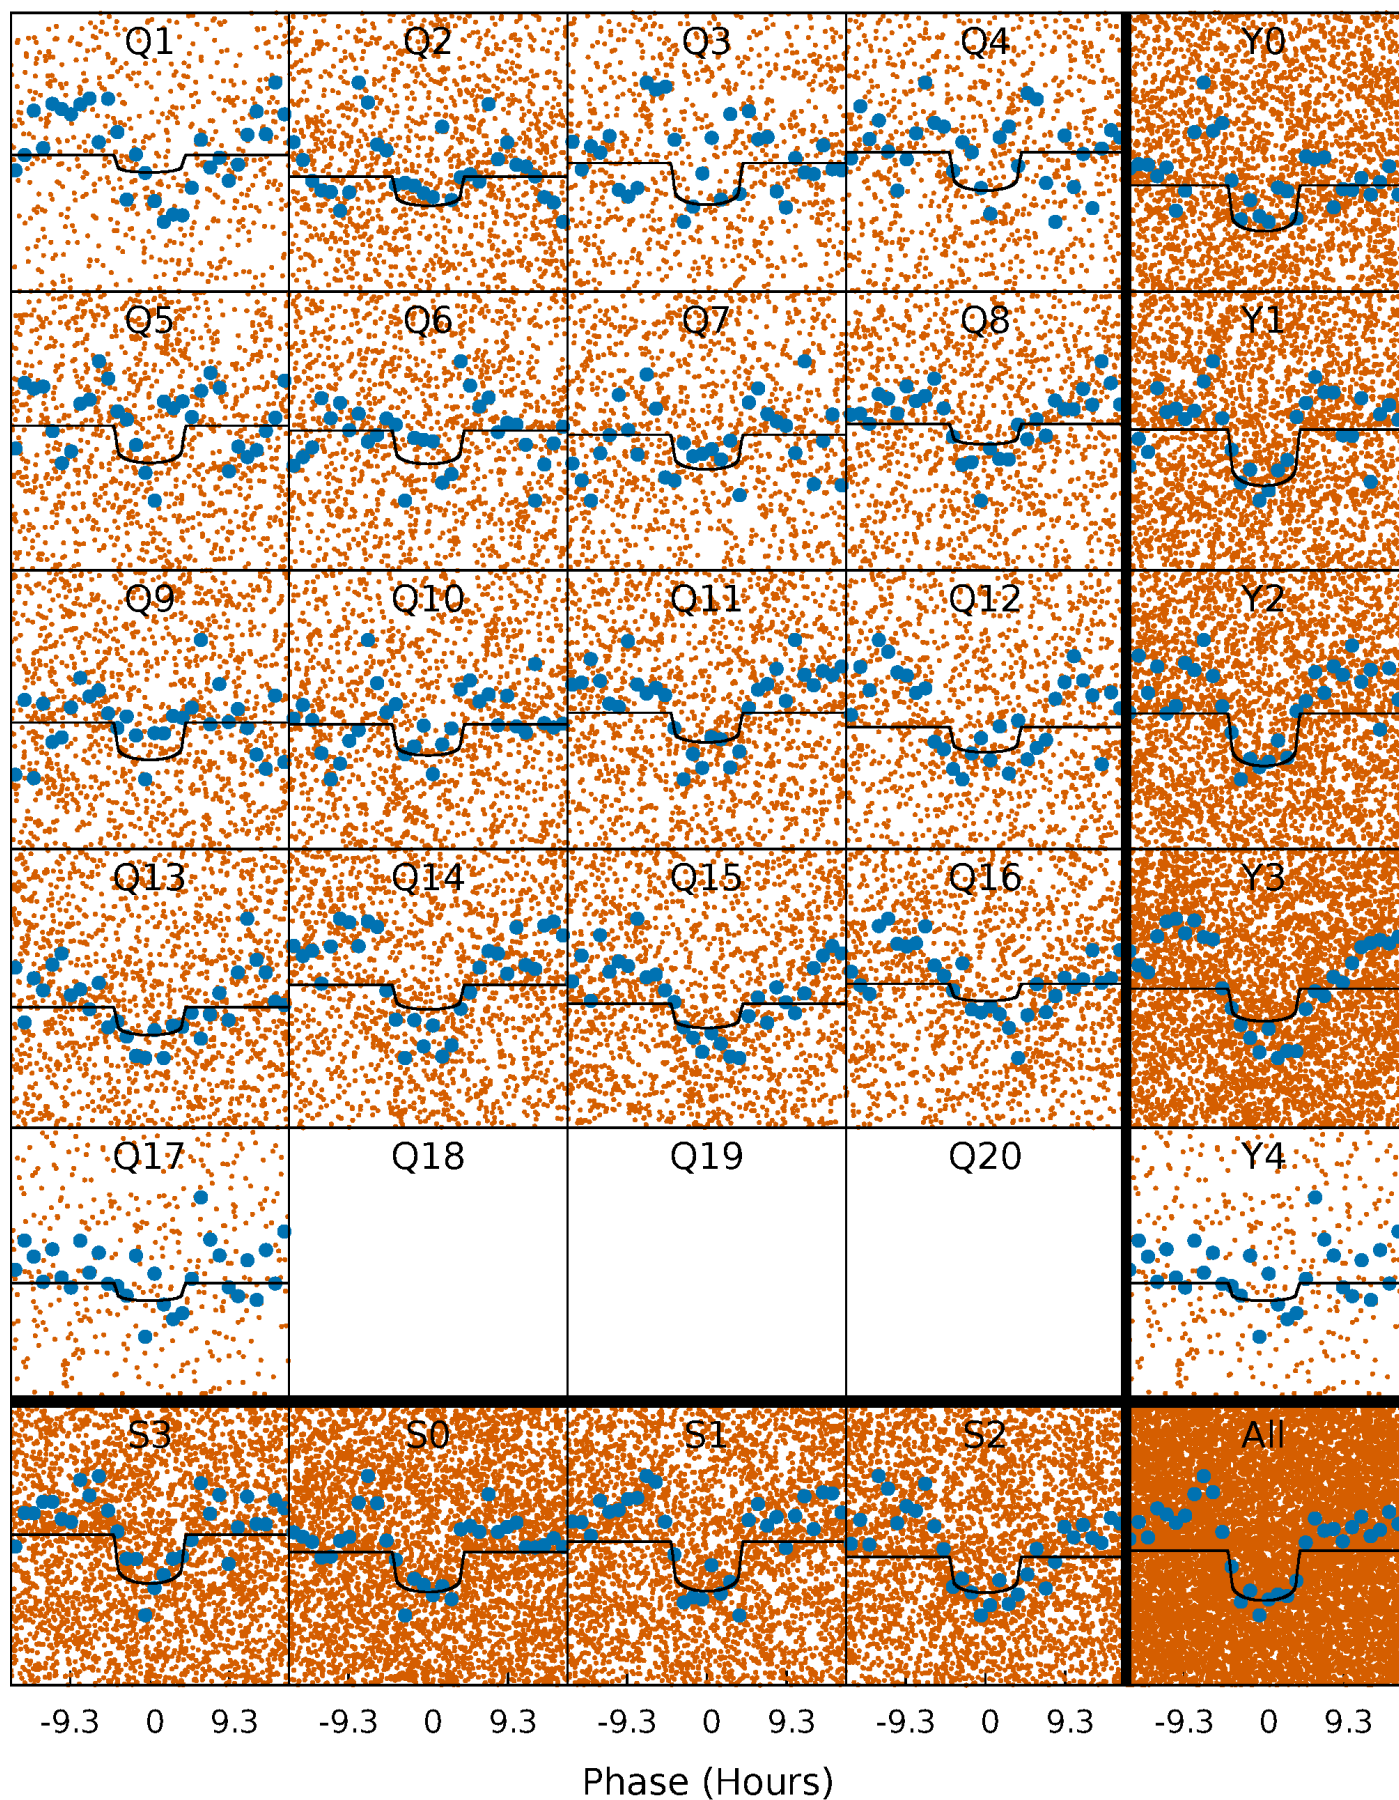 Q1 Q2 Q3 Q4 Y0
Q5 Q6 Q7 Q8 Y1
Q9 Q10 Q11 Q12 Y2
Q13 Q14 Q15 Q16 Y3
Q17 Q18 Q19 Q20 Y4
S3 S0 S1 S2 All
-9.3 0 9.3 -9.3 0 9.3 -9.3 0 9.3 -9.3 0 9.3 -9.3 0 9.3
Phase (Hours)